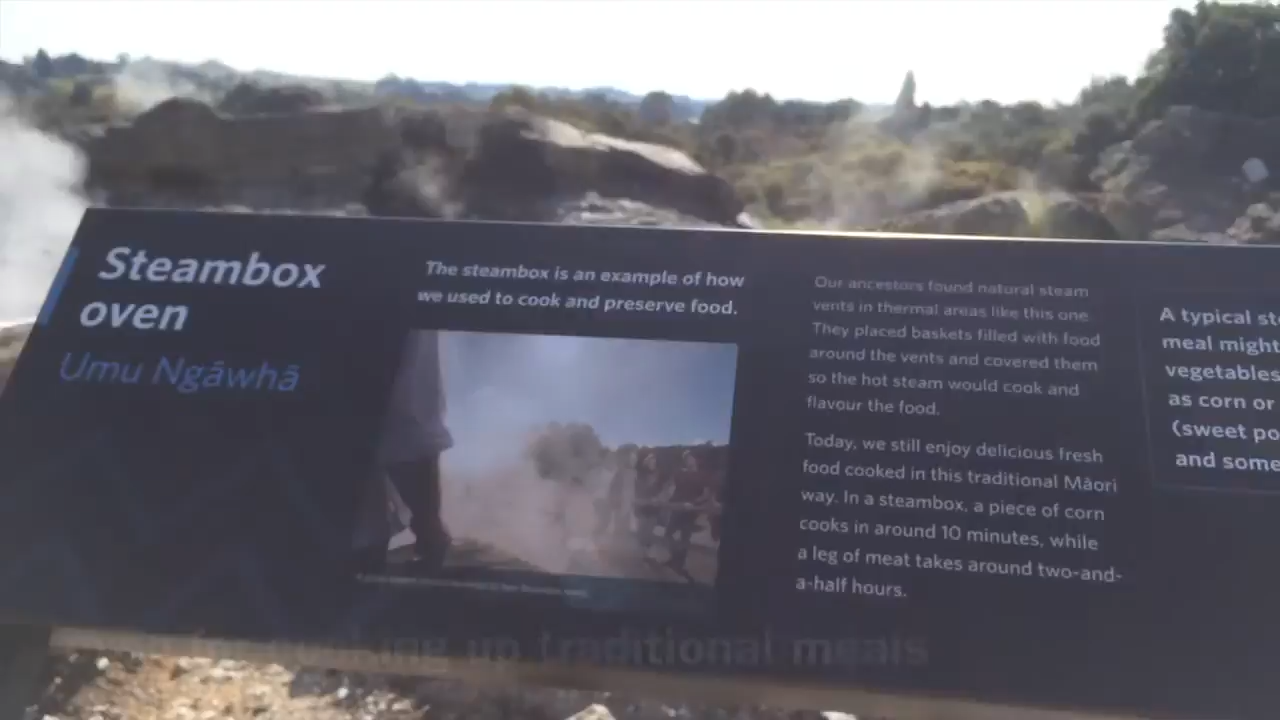 Steambox
oven
Umu Ngāwhā
The steambox is an example of how
we used to cook and preserve food.
Our ancestors found natural steam
vents in thermal areas like this one.
They placed baskets filled with food
around the vents and covered them
so the hot steam would cook and
flavour the food.
Today, we still enjoy delicious fresh
food cooked in this traditional Māori
way. In a steambox, a piece of corn
cooks in around 10 minutes, while
a leg of meat takes around two-and-
a-half hours.
A typical
meal might
vegetables
as corn or
(sweet
and some
up traditional meals